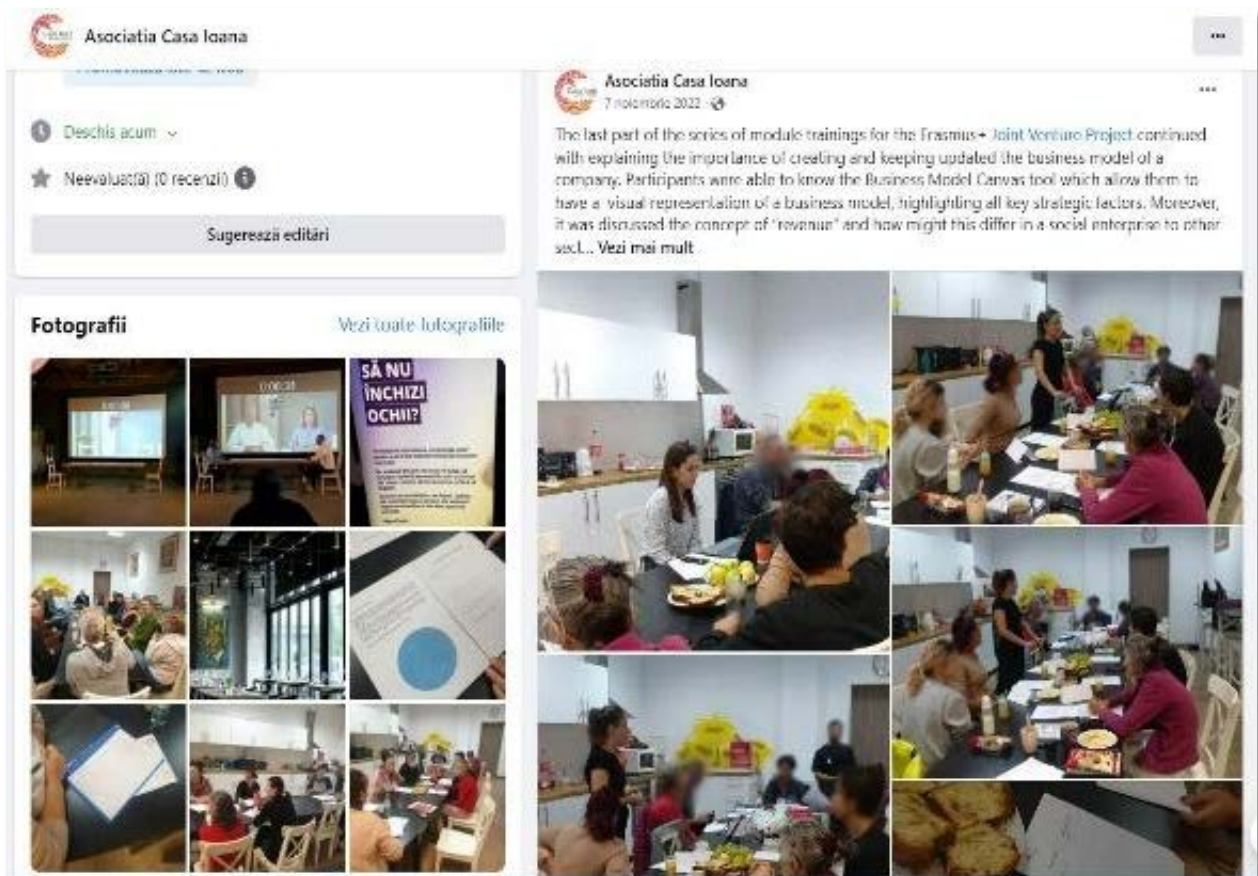 Asociatia Casa Ioana
Deschis acum
Neevaluat(ă) (0 recenzii)
Sugerează editări
Fotografii
Vezi toate fotografiile
SĂ NU
ÎNCHIZI
OCHII?
Asociatia Casa Ioana
7 noiembrie 2022
The last part of the series of module trainings for the Erasmus+ Joint Venture Project continued
with explaining the importance of creating and keeping updated the business model of a
company. Participants were able to know the Business Model Canvas tool which allow them to
have a visual representation of a business model, highlighting all key strategic factors. Moreover,
it was discussed the concept of "revenue" and how might this differ in a social enterprise to other
sect... Vezi mai mult